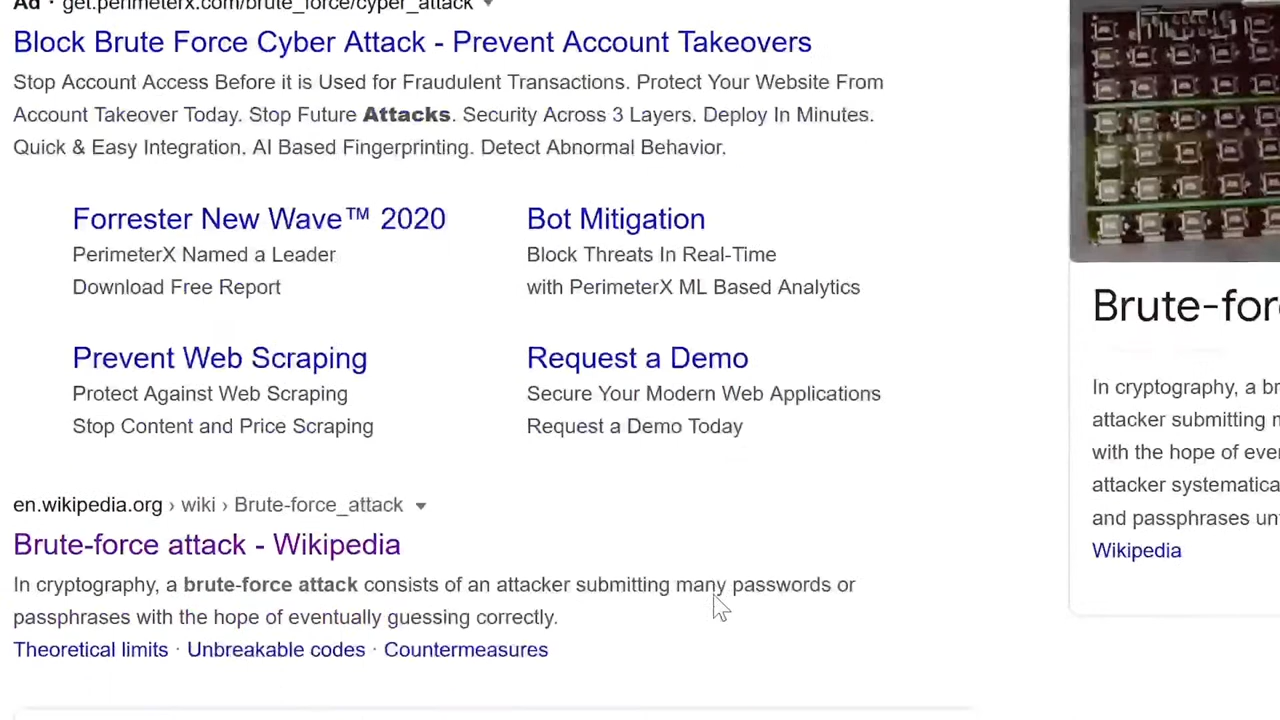 Ad · get.perimeterx.com/brute_force/cyper_attack
Block Brute Force Cyber Attack - Prevent Account Takeovers
Stop Account Access Before it is Used for Fraudulent Transactions. Protect Your Website From
Account Takeover Today. Stop Future Attacks. Security Across 3 Layers. Deploy In Minutes.
Quick & Easy Integration. AI Based Fingerprinting. Detect Abnormal Behavior.
Forrester New Wave™ 2020
PerimeterX Named a Leader
Download Free Report
Bot Mitigation
Block Threats In Real-Time
with PerimeterX ML Based Analytics
Prevent Web Scraping
Protect Against Web Scraping
Stop Content and Price Scraping
Request a Demo
Secure Your Modern Web Applications
Request a Demo Today
en.wikipedia.org › wiki › Brute-force_attack
Brute-force attack - Wikipedia
In cryptography, a brute-force attack consists of an attacker submitting many passwords or
passphrases with the hope of eventually guessing correctly.
Theoretical limits · Unbreakable codes · Countermeasures
Brute-for
In cryptography, a br
attacker submitting
with the hope of eve
attacker systematica
and passphrases un
Wikipedia